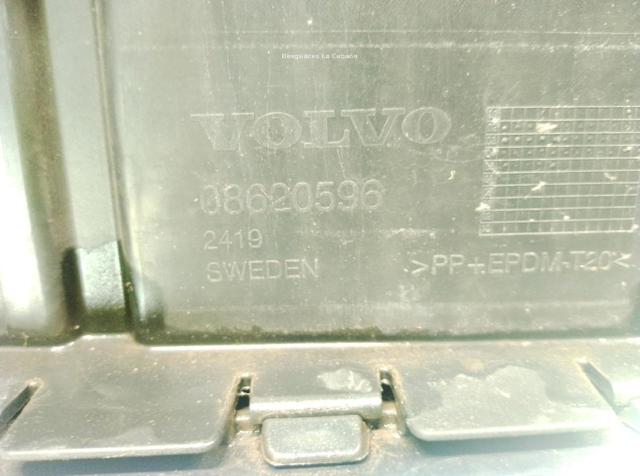 Desguaces La Cabaña
VOLVO
08620596
2419
SWEDEN
>PP+EPDM-T20<